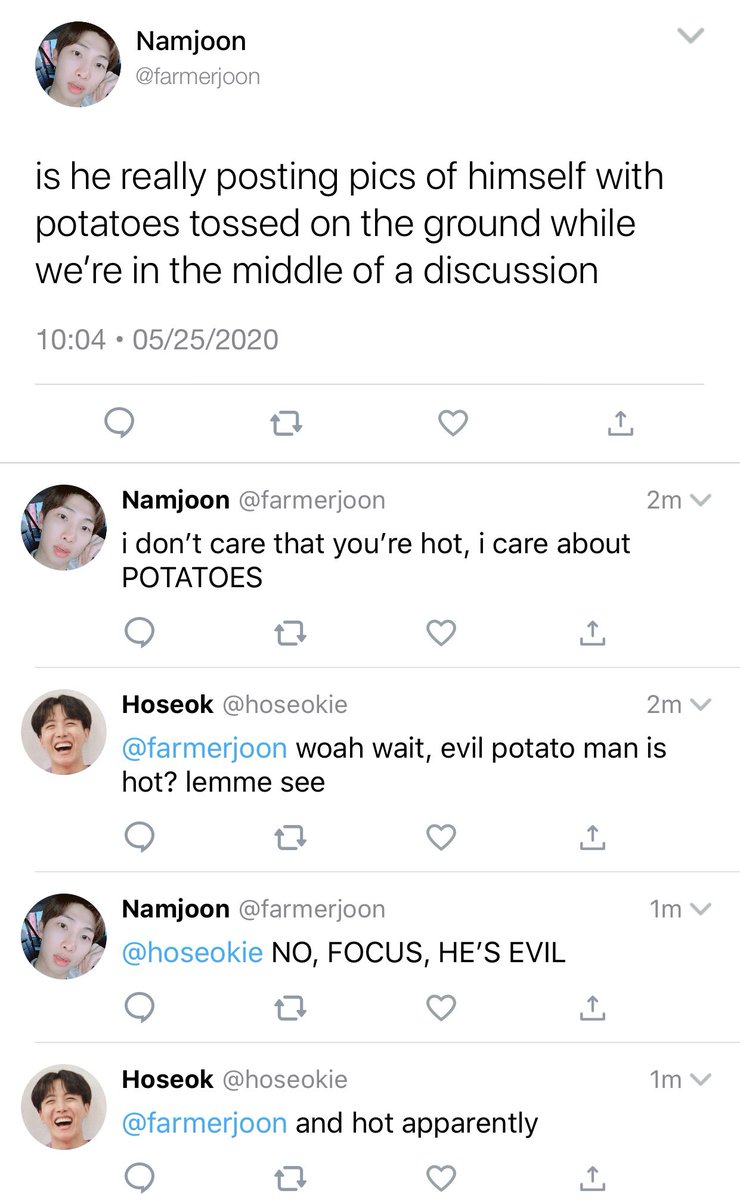 Namjoon
@farmerjoon
is he really posting pics of himself with
potatoes tossed on the ground while
we’re in the middle of a discussion
10:04 • 05/25/2020
Namjoon @farmerjoon 2m
i don’t care that you’re hot, i care about
POTATOES
Hoseok @hoseokie 2m
@farmerjoon woah wait, evil potato man is
hot? lemme see
Namjoon @farmerjoon 1m
@hoseokie NO, FOCUS, HE’S EVIL
Hoseok @hoseokie 1m
@farmerjoon and hot apparently